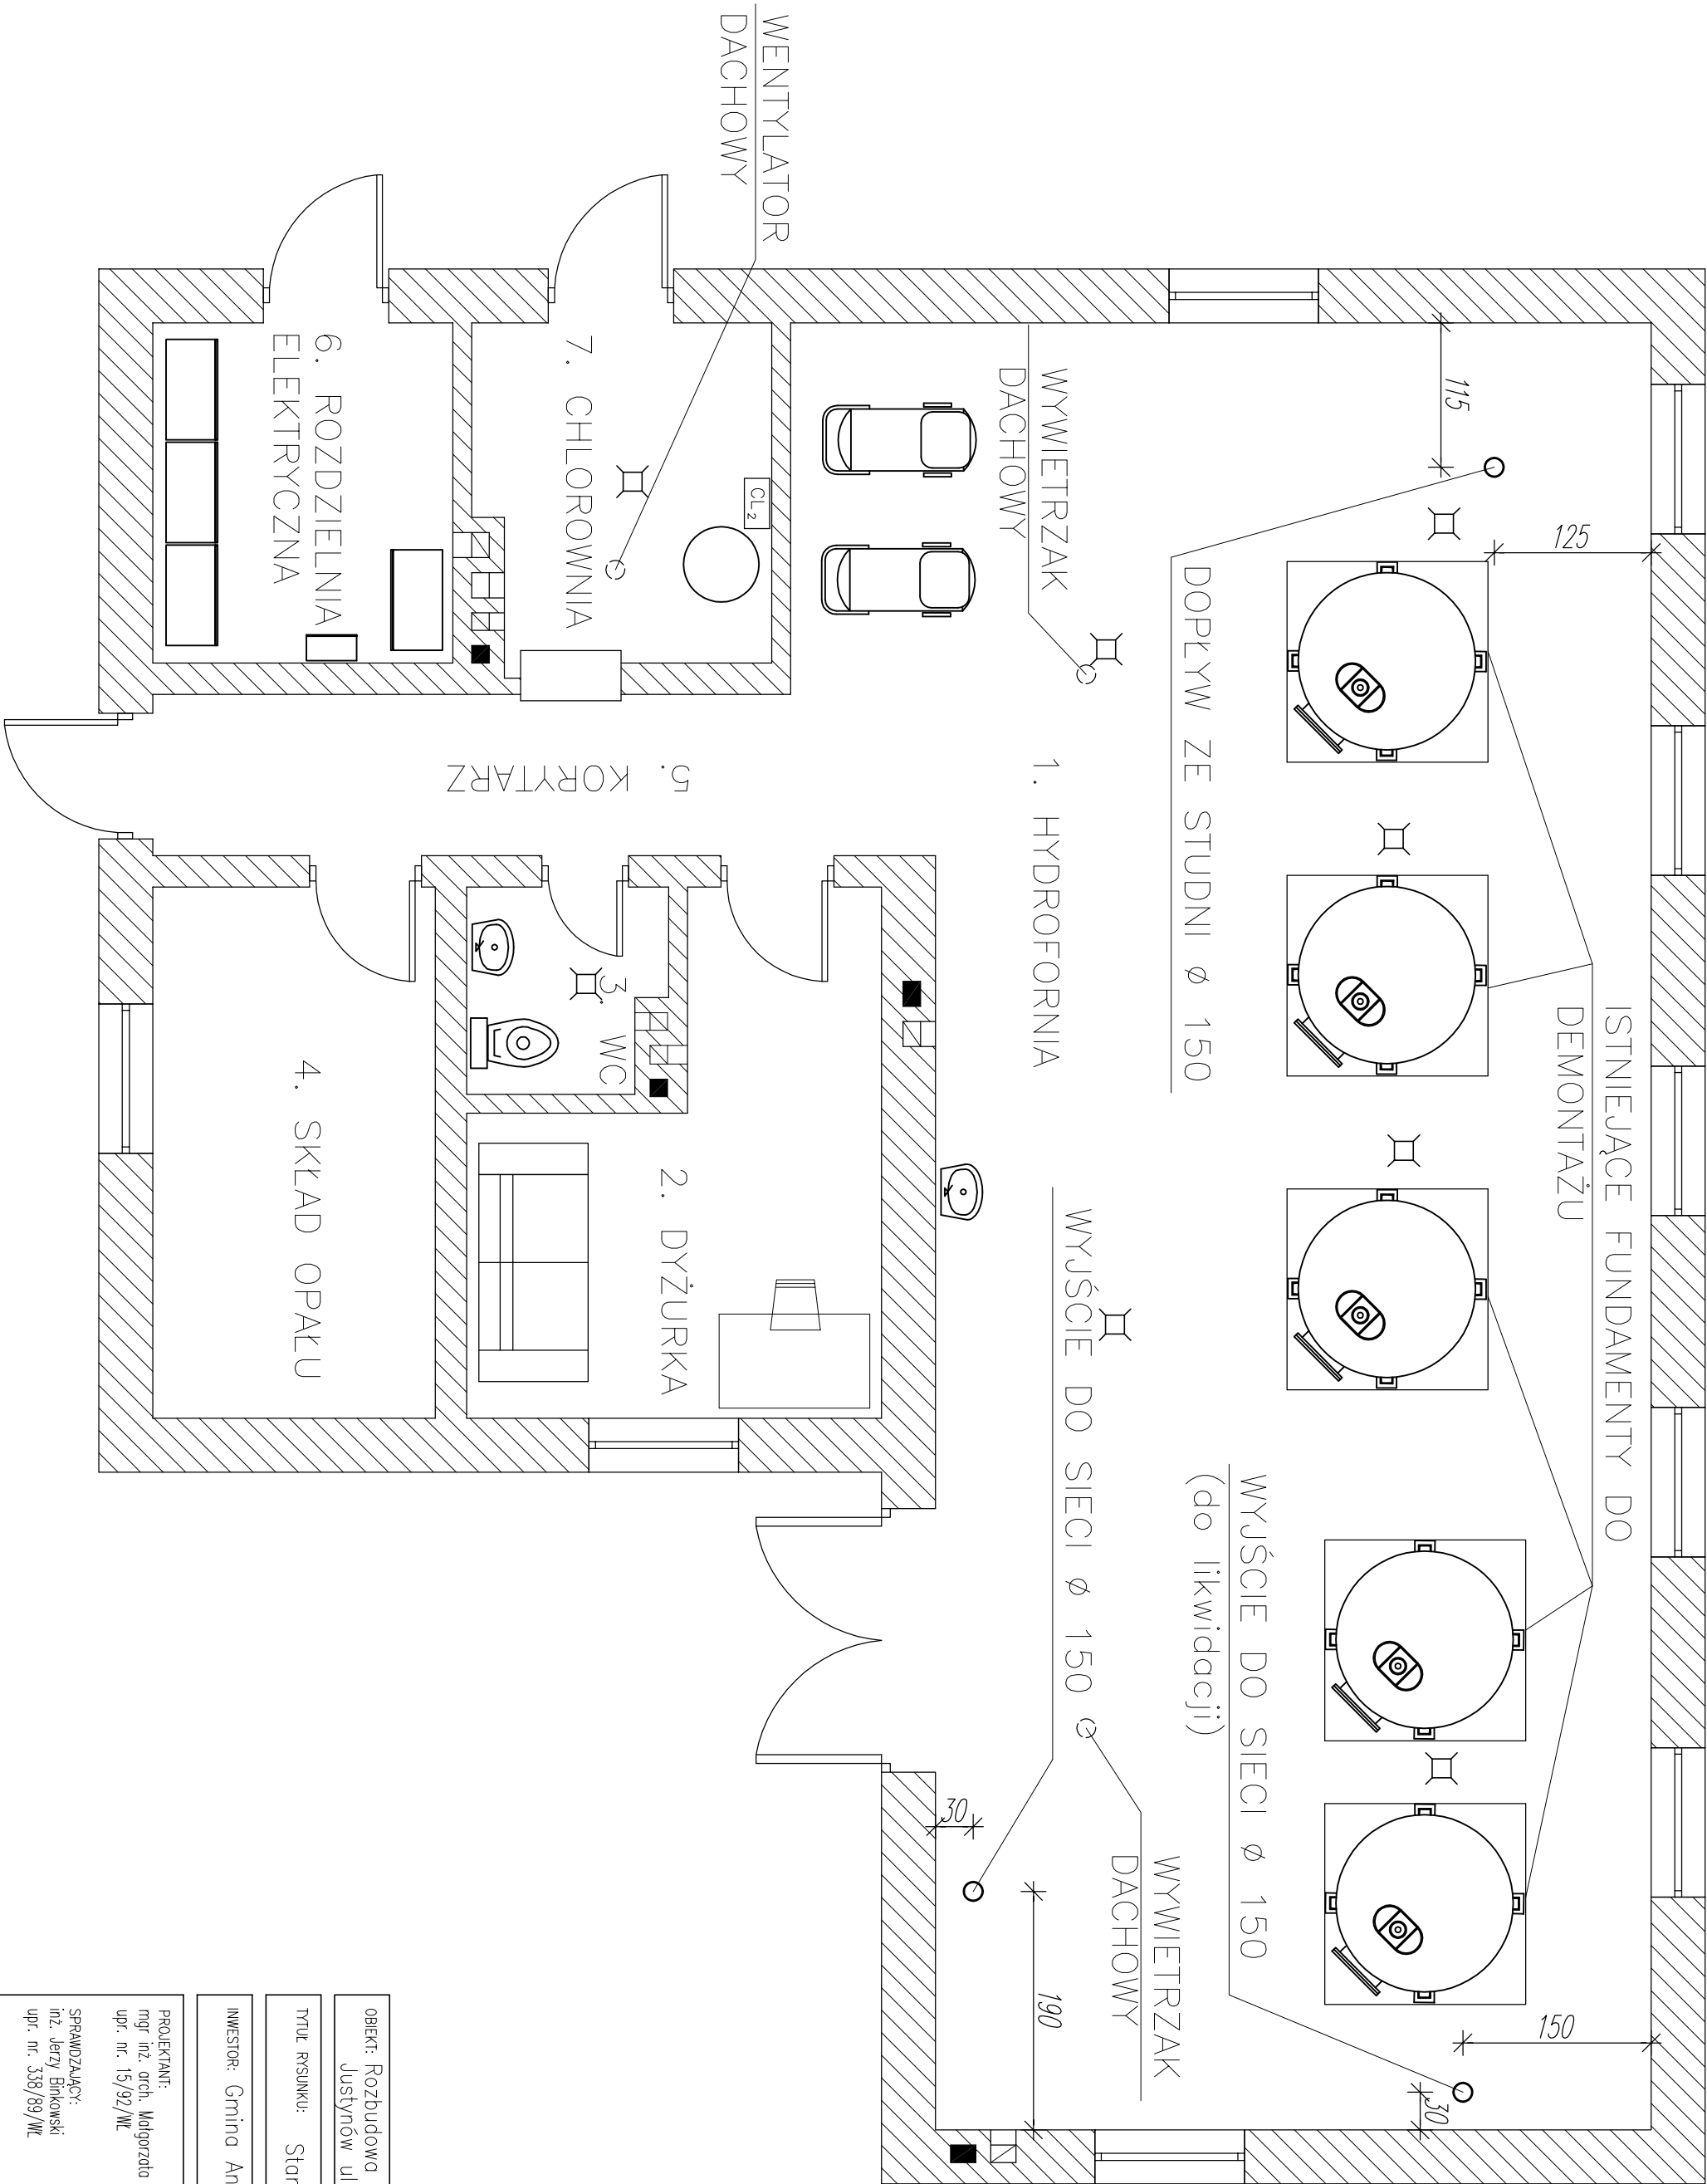 ISTNIEJĄCE FUNDAMENTY DO
DEMONTAŻU
115
125
150
30
DOPŁYW ZE STUDNI ø 150
WYJŚCIE DO SIECI ø 150
(do likwidacji)
WYWIETRZAK
DACHOWY
1. HYDROFORNIA
WYJŚCIE DO SIECI ø 150
WYWIETRZAK
DACHOWY
190
30
WENTYLATOR
DACHOWY
CL2
7. CHLOROWNIA
5. KORYTARZ
2. DYŻURKA
3. WC
6. ROZDZIELNIA
ELEKTRYCZNA
4. SKŁAD OPAŁU
OBIEKT: Rozbudowa
Justynów ul
TYTUŁ RYSUNKU: Star
INWESTOR: Gmina An
PROJEKTANT:
mgr inż. arch. Małgorzata
upr. nr. 15/92/WŁ
SPRAWDZAJĄCY:
inż. Jerzy Binkowski
upr. nr. 338/89/WŁ